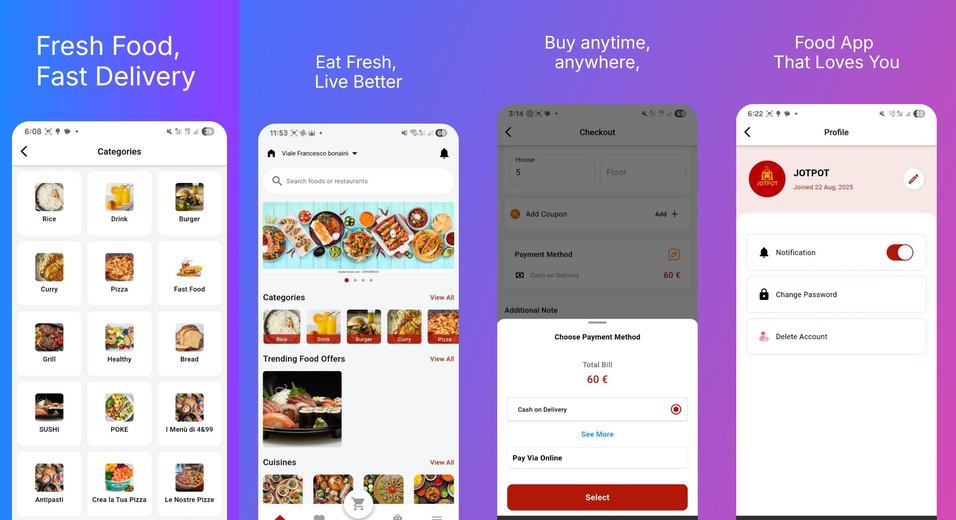 Fresh Food,
Fast Delivery
6:08
Categories
Rice
Drink
Burger
Curry
Pizza
Fast Food
Grill
Healthy
Bread
SUSHI
POKE
I Menù di 4&99
Antipasti
Crea la Tua Pizza
Le Nostre Pizze
Eat Fresh,
Live Better
11:53
Viale Francesco bonaini
Search foods or restaurants
Categories
View All
Rice
Drink
Burger
Curry
Pizza
Trending Food Offers
View All
Cuisines
View All
Buy anytime,
anywhere,
3:14
Checkout
House
5
Floor
Add Coupon
Add +
Payment Method
Cash on Delivery
60 €
Additional Note
Choose Payment Method
Total Bill
60 €
Cash on Delivery
See More
Pay Via Online
Select
Food App
That Loves You
6:22
Profile
JOTPOT
JOTPOT
Joined 22 Aug, 2025
Notification
Change Password
Delete Account